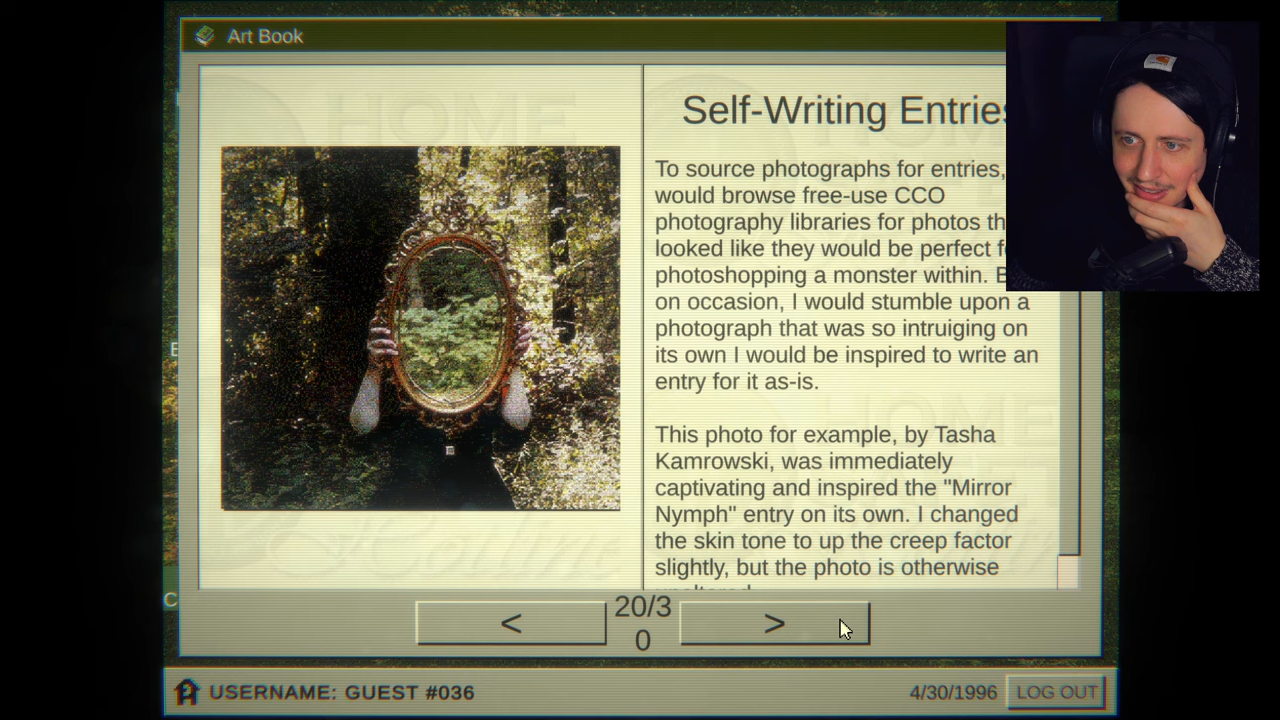 Art Book
HOME
Self-Writing Entries
To source photographs for entries,
would browse free-use CCO
photography libraries for photos th
looked like they would be perfect f
photoshopping a monster within. B
on occasion, I would stumble upon a
photograph that was so intruiging on
its own I would be inspired to write an
entry for it as-is.
This photo for example, by Tasha
Kamrowski, was immediately
captivating and inspired the "Mirror
Nymph" entry on its own. I changed
the skin tone to up the creep factor
slightly, but the photo is otherwise
<
20/3
0
>
USERNAME: GUEST #036
4/30/1996
LOG OUT